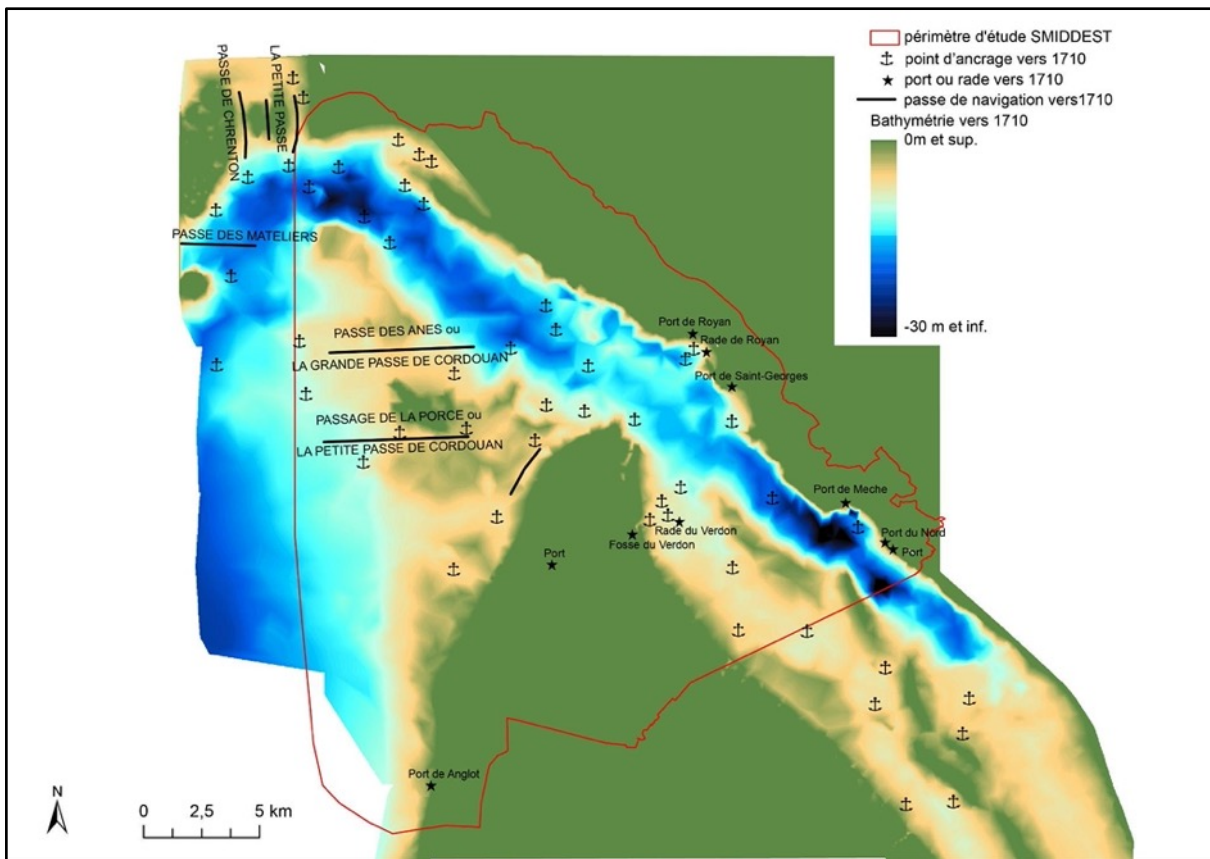 périmètre d'étude SMIDDEST
point d'ancrage vers 1710
port ou rade vers 1710
passe de navigation vers1710
Bathymétrie vers 1710
0m et sup.
-30 m et inf.
PASSE DE CHRENTON
LA PETITE PASSE
PASSE DES MATELIERS
PASSE DES ANES ou
LA GRANDE PASSE DE CORDOUAN
PASSAGE DE LA PORCE ou
LA PETITE PASSE DE CORDOUAN
Port de Royan
Rade de Royan
Port de Saint-Georges
Port de Meche
Port du Nord
Port
Rade du Verdon
Fosse du Verdon
Port
Port de Anglot
N
0 2,5 5 km